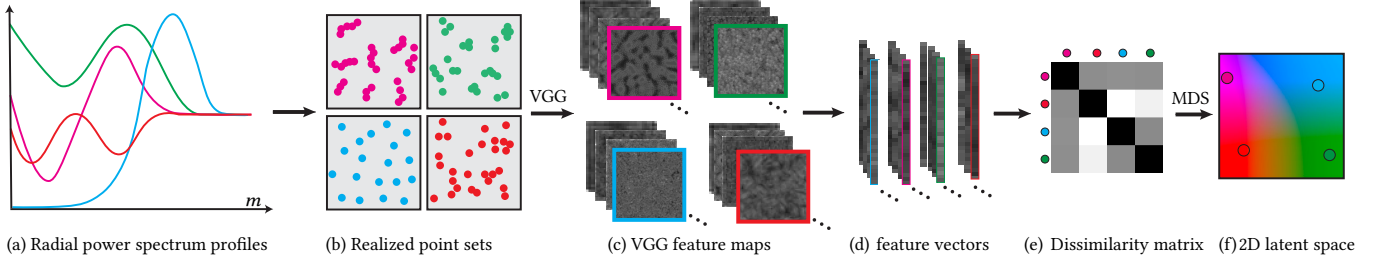 VGG
MDS
m
(a) Radial power spectrum profiles
(b) Realized point sets
(c) VGG feature maps
(d) feature vectors
(e) Dissimilarity matrix
(f)2D latent space